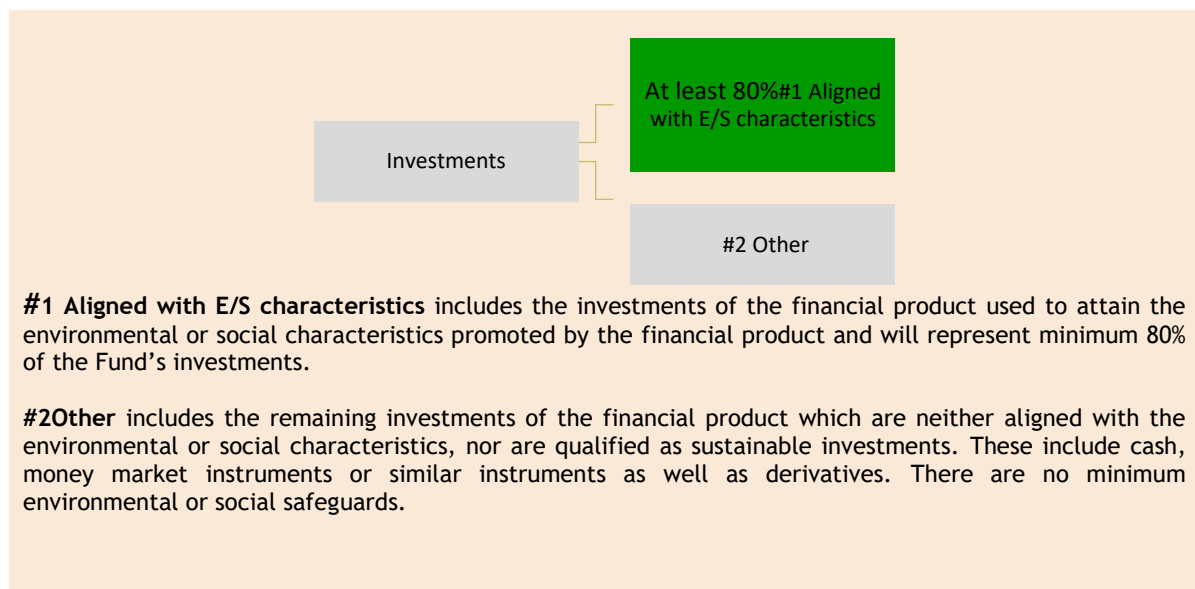 At least 80%#1 Aligned
with E/S characteristics
Investments
#2 Other
#1 Aligned with E/S characteristics includes the investments of the financial product used to attain the
environmental or social characteristics promoted by the financial product and will represent minimum 80%
of the Fund’s investments.
#2Other includes the remaining investments of the financial product which are neither aligned with the
environmental or social characteristics, nor are qualified as sustainable investments. These include cash,
money market instruments or similar instruments as well as derivatives. There are no minimum
environmental or social safeguards.